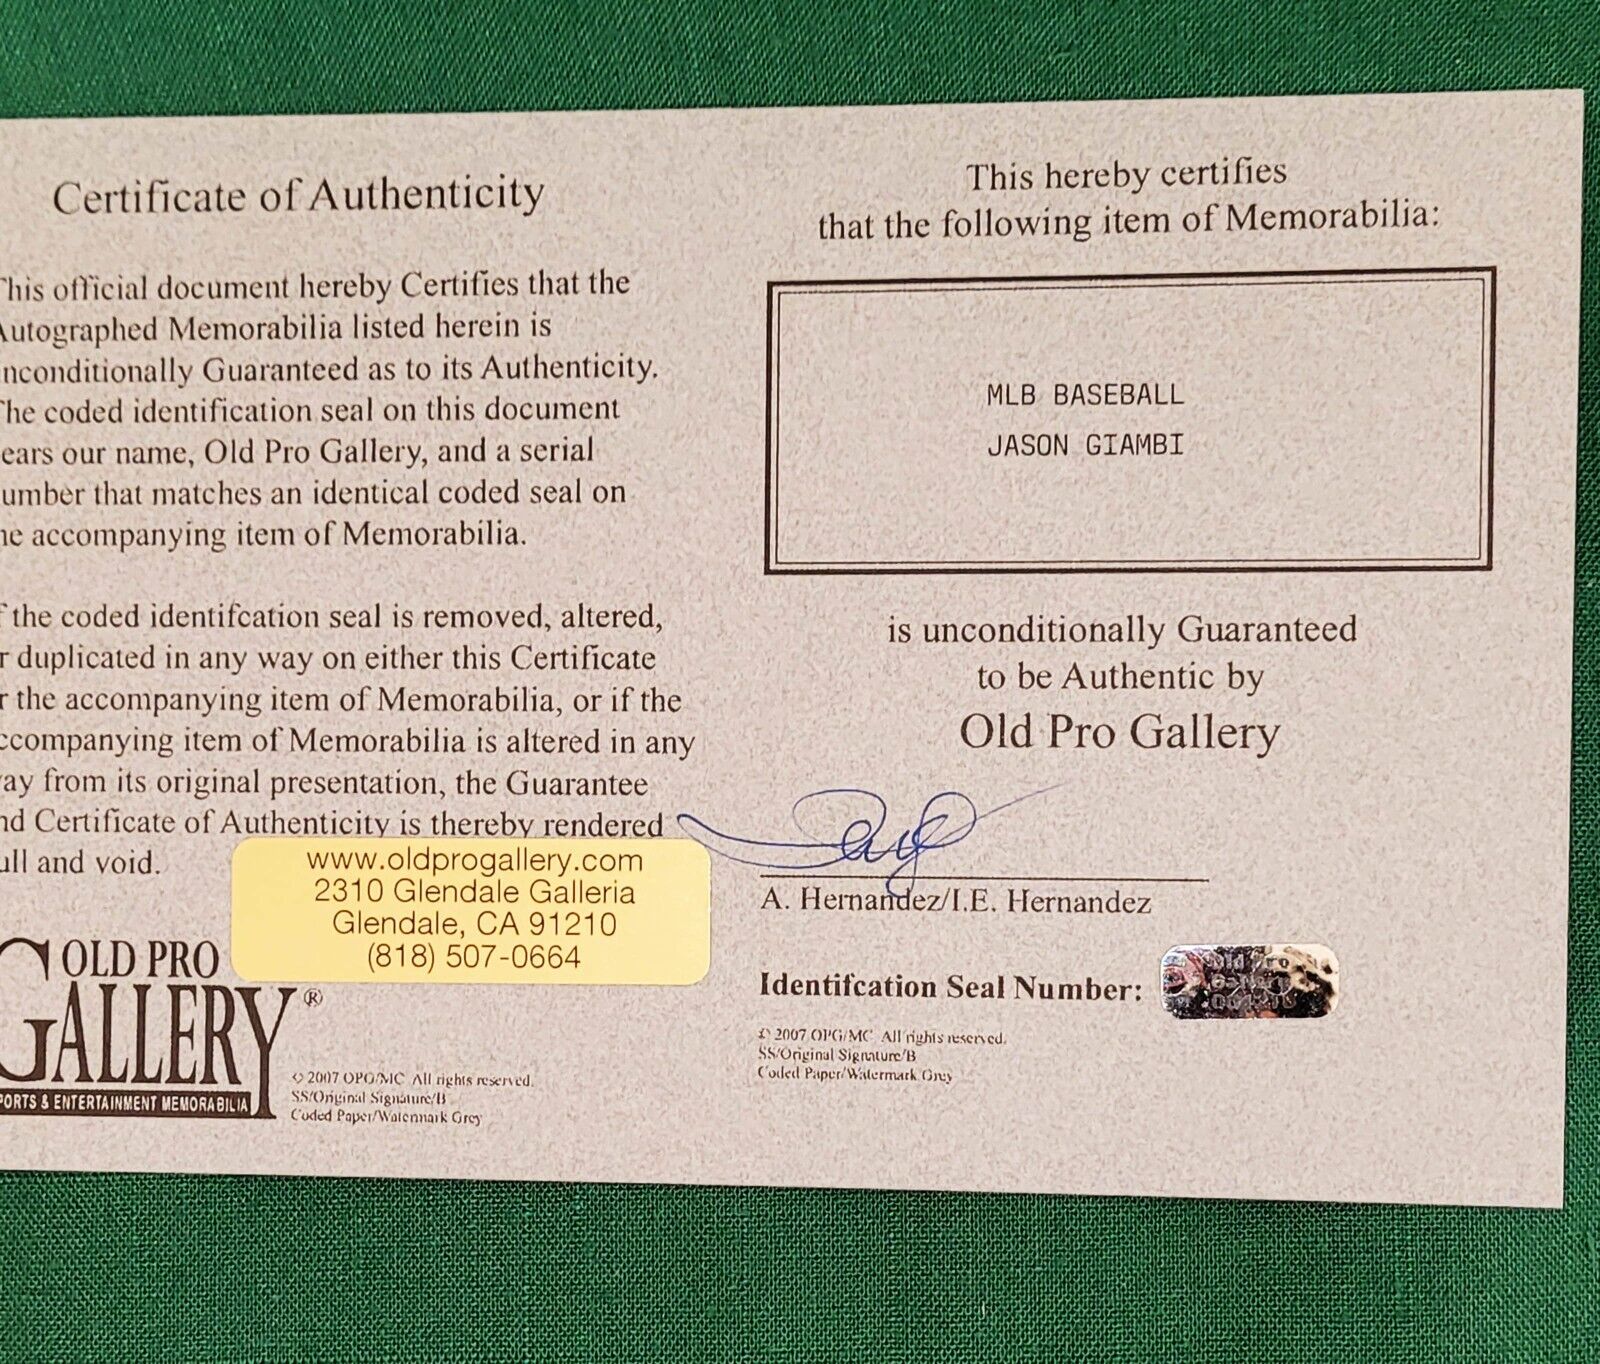 Certificate of Authenticity
This official document hereby Certifies that the
Autographed Memorabilia listed herein is
nconditionally Guaranteed as to its Authenticity.
The coded identification seal on this document
ears our name, Old Pro Gallery, and a serial
umber that matches an identical coded seal on
he accompanying item of Memorabilia.
f the coded identifcation seal is removed, altered,
r duplicated in any way on either this Certificate
r the accompanying item of Memorabilia, or if the
ccompanying item of Memorabilia is altered in any
ay from its original presentation, the Guarantee
nd Certificate of Authenticity is thereby rendered
ull and void.
www.oldprogallery.com
2310 Glendale Galleria
Glendale, CA 91210
(818) 507-0664
OLD PRO
GALLERY®
PORTS & ENTERTAINMENT MEMORABILIA
© 2007 OPG/MC All rights reserved.
SS/Original Signature/B
Coded Paper/Watermark Grey
This hereby certifies
that the following item of Memorabilia:
MLB BASEBALL
JASON GIAMBI
is unconditionally Guaranteed
to be Authentic by
Old Pro Gallery
A. Hernandez/I.E. Hernandez
Identifcation Seal Number:
Old Pro
© 2007 OPG/MC All rights reserved.
SS/Original Signature/B
Coded Paper/Watermark Grey